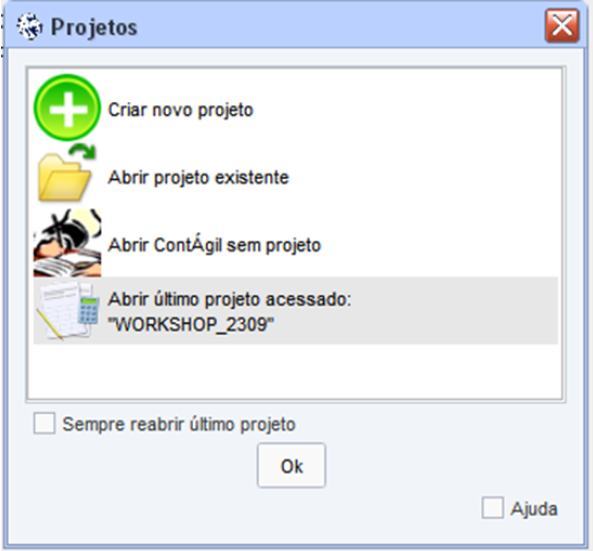 Projetos
Criar novo projeto
Abrir projeto existente
Abrir ContÁgil sem projeto
Abrir último projeto acessado:
"WORKSHOP_2309"
Sempre reabrir último projeto
Ok
Ajuda